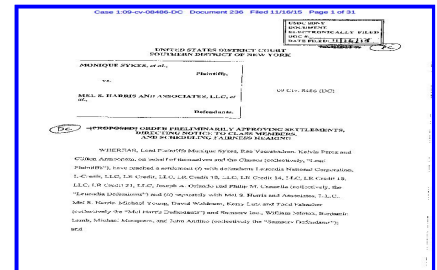 Case 1:09-cv-08486-DC Document 236 Filed 11/16/15 Page 1 of 31
USDC SDNY
DOCUMENT
ELECTRONICALLY FILED
DOC #
DATE FILED: 11/16/15
UNITED STATES DISTRICT COURT
SOUTHERN DISTRICT OF NEW YORK
MONIQUE SYKES, et al.,
Plaintiffs,
vs.
09 Civ. 8486 (DC)
MEL S. HARRIS AND ASSOCIATES, LLC, et
al.,
Defendants.
[PROPOSED] ORDER PRELIMINARILY APPROVING SETTLEMENTS,
DIRECTING NOTICE TO CLASS MEMBERS,
AND SCHEDULING FAIRNESS HEARING
WHEREAS, Lead Plaintiffs Monique Sykes, Rea Veerabadren, Kelvin Perez and
Clifton Armoogam, on behalf of themselves and the Classes (collectively, "Lead
Plaintiffs"), have reached a settlement (i) with defendants Leucadia National Corporation,
L-Credit, LLC, LR Credit, LLC, LR Credit 10, LLC, LR Credit 14, LLC, LR Credit 18,
LLC, LR Credit 21, LLC, Joseph A. Orlando and Philip M. Cannella (collectively, the
"Leucadia Defendants") and (ii) separately with Mel S. Harris and Associates, L.L.C.,
Mel S. Harris, Michael Young, David Waldman, Kerry Lutz and Todd Fabacher
(collectively the "Mel Harris Defendants") and Samserv Inc., William Mlotok, Benjamin
Lamb, Michael Mosquera, and John Andino (collectively the "Samserv Defendants");
and